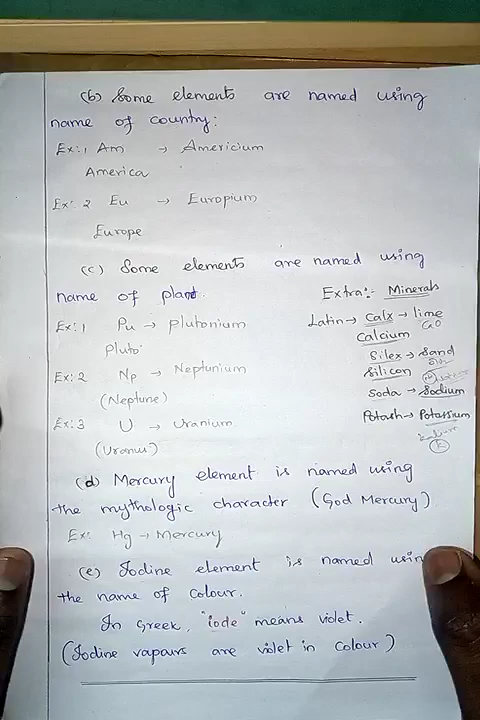 (b) Some elements are named using
name of country:
Ex: 1 Am → Americium
America
Ex: 2 Eu → Europium
Europe
(c) Some elements are named using
name of planet.
Ex: 1 Pu → plutonium
Pluto
Ex: 2 Np → Neptunium
(Neptune)
Ex: 3 U → Uranium
(Uranus)
Extra:- Minerals
Latin → Calx → lime
CaO
Calcium
Silex → Sand
Silicon
Soda → Sodium
Potash → Potassium
(K)
(d) Mercury element is named using
the mythologic character (God Mercury)
Ex: Hg → Mercury
(e) Iodine element is named usin
the name of colour.
In Greek, "iode" means violet.
(Iodine vapours are violet in colour)